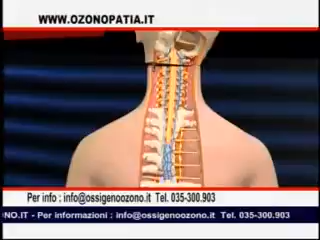 WWW.OZONOPATIA.IT
Per info : info@ossigenoozono.it Tel. 035-300.903
NO.IT - Per informazioni : info@ossigenoozono.it - Tel. 035-300.903